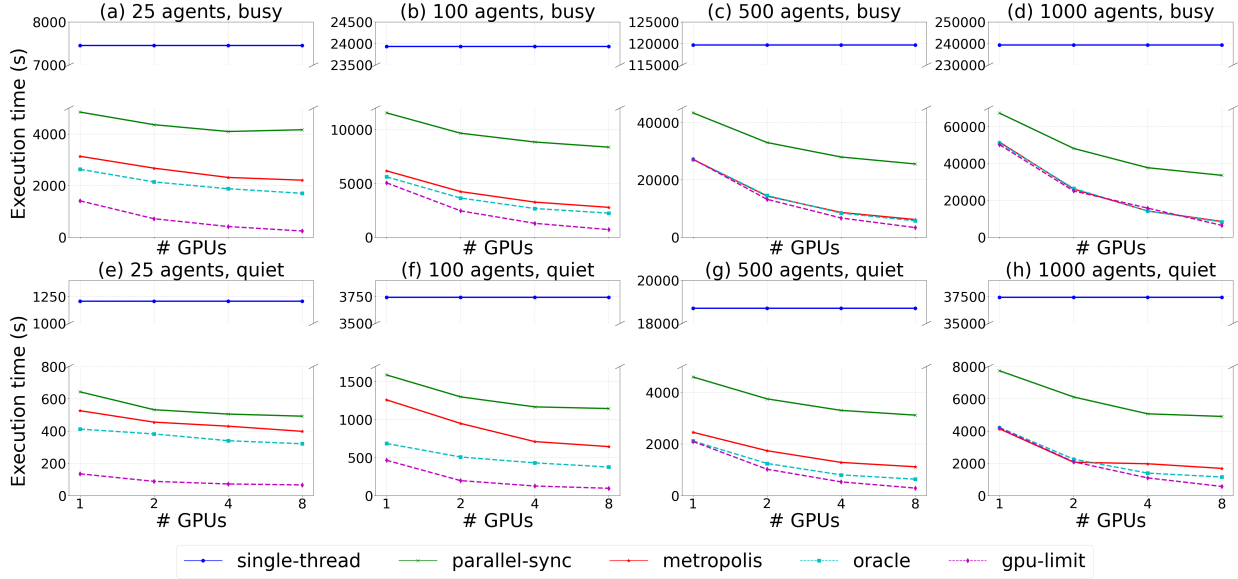 (a) 25 agents, busy
(b) 100 agents, busy
(c) 500 agents, busy
(d) 1000 agents, busy
Execution time (s)
8000
7000
4000
2000
0
# GPUs
24500
24000
23500
10000
5000
0
# GPUs
125000
120000
115000
40000
20000
0
# GPUs
250000
240000
230000
60000
40000
20000
0
# GPUs
(e) 25 agents, quiet
(f) 100 agents, quiet
(g) 500 agents, quiet
(h) 1000 agents, quiet
Execution time (s)
1250
1000
800
600
400
200
0
1 2 4 8
# GPUs
3750
3500
1500
1000
500
0
1 2 4 8
# GPUs
20000
18000
4000
2000
0
1 2 4 8
# GPUs
37500
35000
8000
6000
4000
2000
0
1 2 4 8
# GPUs
single-thread parallel-sync metropolis oracle gpu-limit